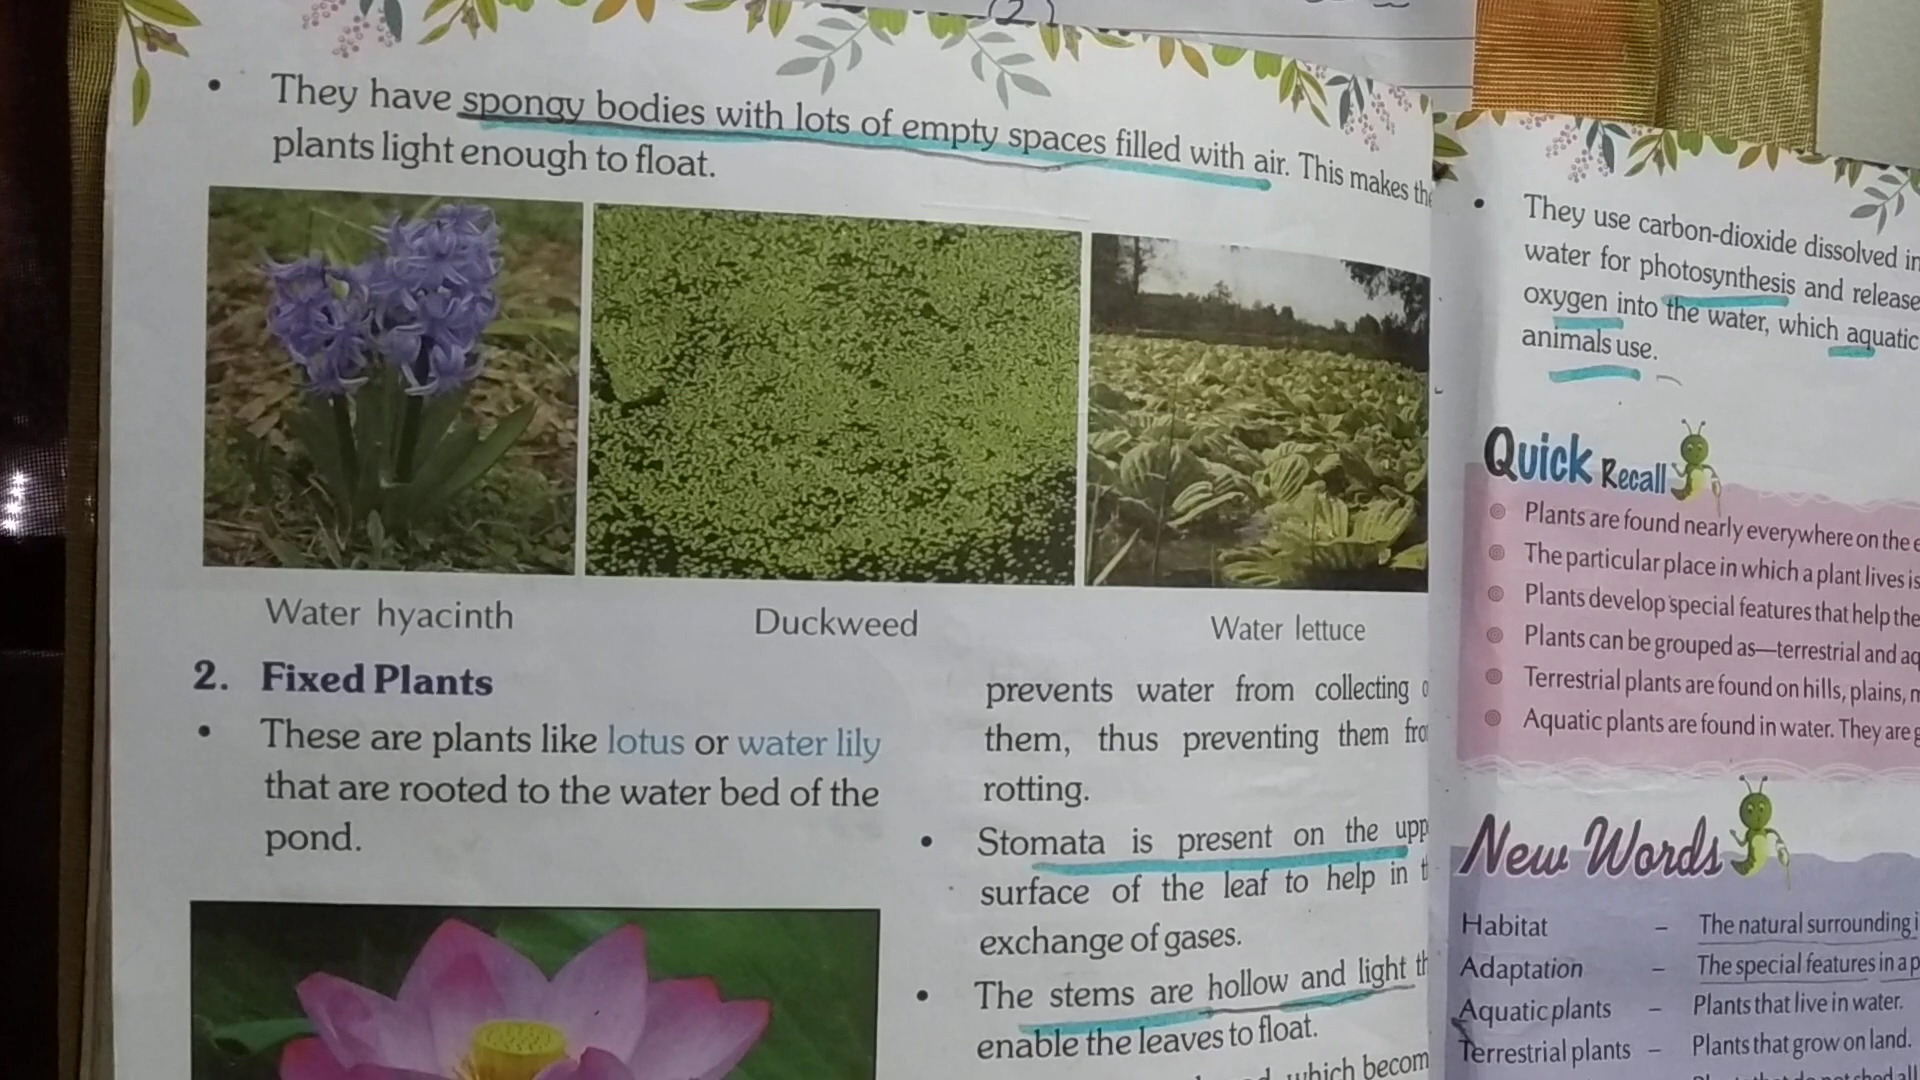 (2)
They have spongy bodies with lots of empty spaces filled with air. This makes
plants light enough to float.
Water hyacinth
Duckweed
Water lettuce
2. Fixed Plants
These are plants like lotus or water lily
that are rooted to the water bed of the
pond.
prevents water from collecting
them, thus preventing them
rotting.
Stomata is present on the
surface of the leaf to help in
exchange of gases.
The stems are hollow and light
enable the leaves to float.
which
They use carbon-dioxide dissolved in
water for photosynthesis and release
oxygen into the water, which aquatic
animals use.
Quick Recall
Plants are found nearly everywhere on the
The particular place in which a plant lives is
Plants develop special features that help the
Plants can be grouped as—terrestrial and
Terrestrial plants are found on hills, plains,
Aquatic plants are found in water. They are
New Words
Habitat – The natural surrounding
Adaptation – The special features in a
Aquatic plants – Plants that live in water.
Terrestrial plants – Plants that grow on land.